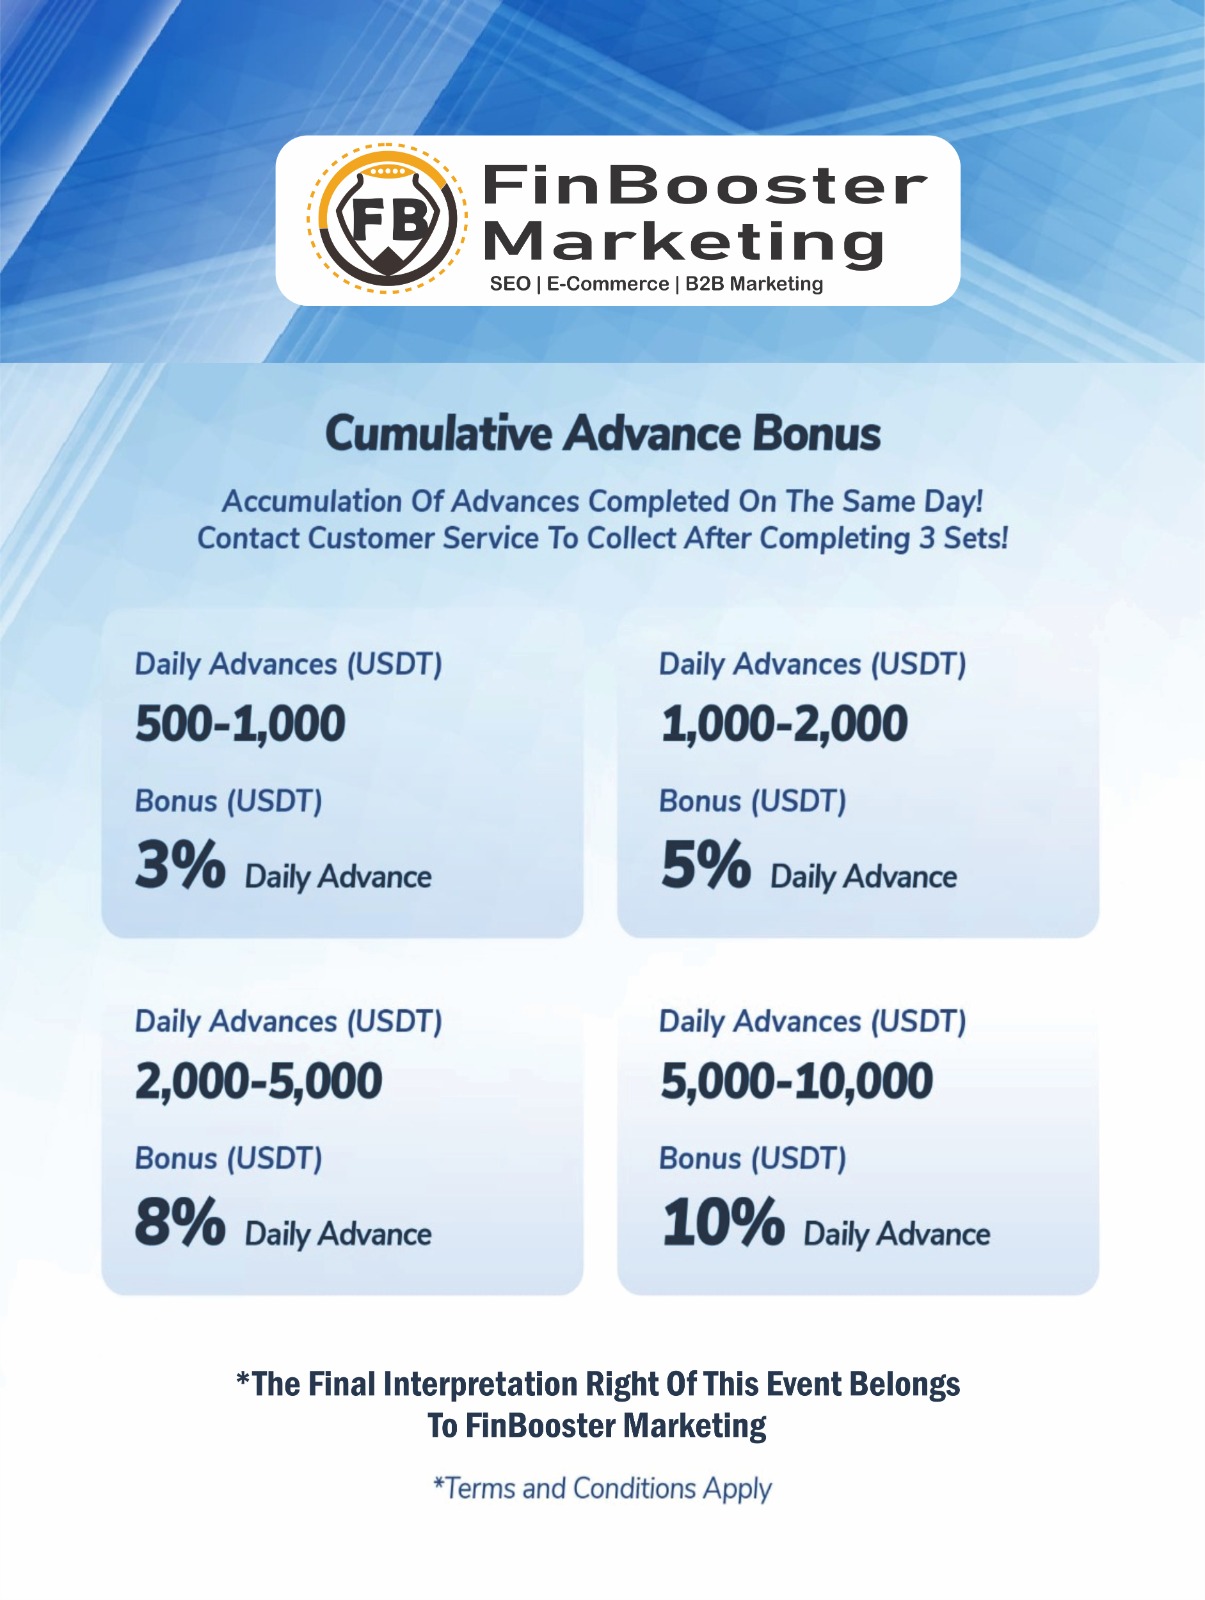 FB
FinBooster
Marketing
SEO | E-Commerce | B2B Marketing
Cumulative Advance Bonus
Accumulation Of Advances Completed On The Same Day!
Contact Customer Service To Collect After Completing 3 Sets!
Daily Advances (USDT)
500-1,000
Bonus (USDT)
3% Daily Advance
Daily Advances (USDT)
1,000-2,000
Bonus (USDT)
5% Daily Advance
Daily Advances (USDT)
2,000-5,000
Bonus (USDT)
8% Daily Advance
Daily Advances (USDT)
5,000-10,000
Bonus (USDT)
10% Daily Advance
*The Final Interpretation Right Of This Event Belongs
To FinBooster Marketing
*Terms and Conditions Apply